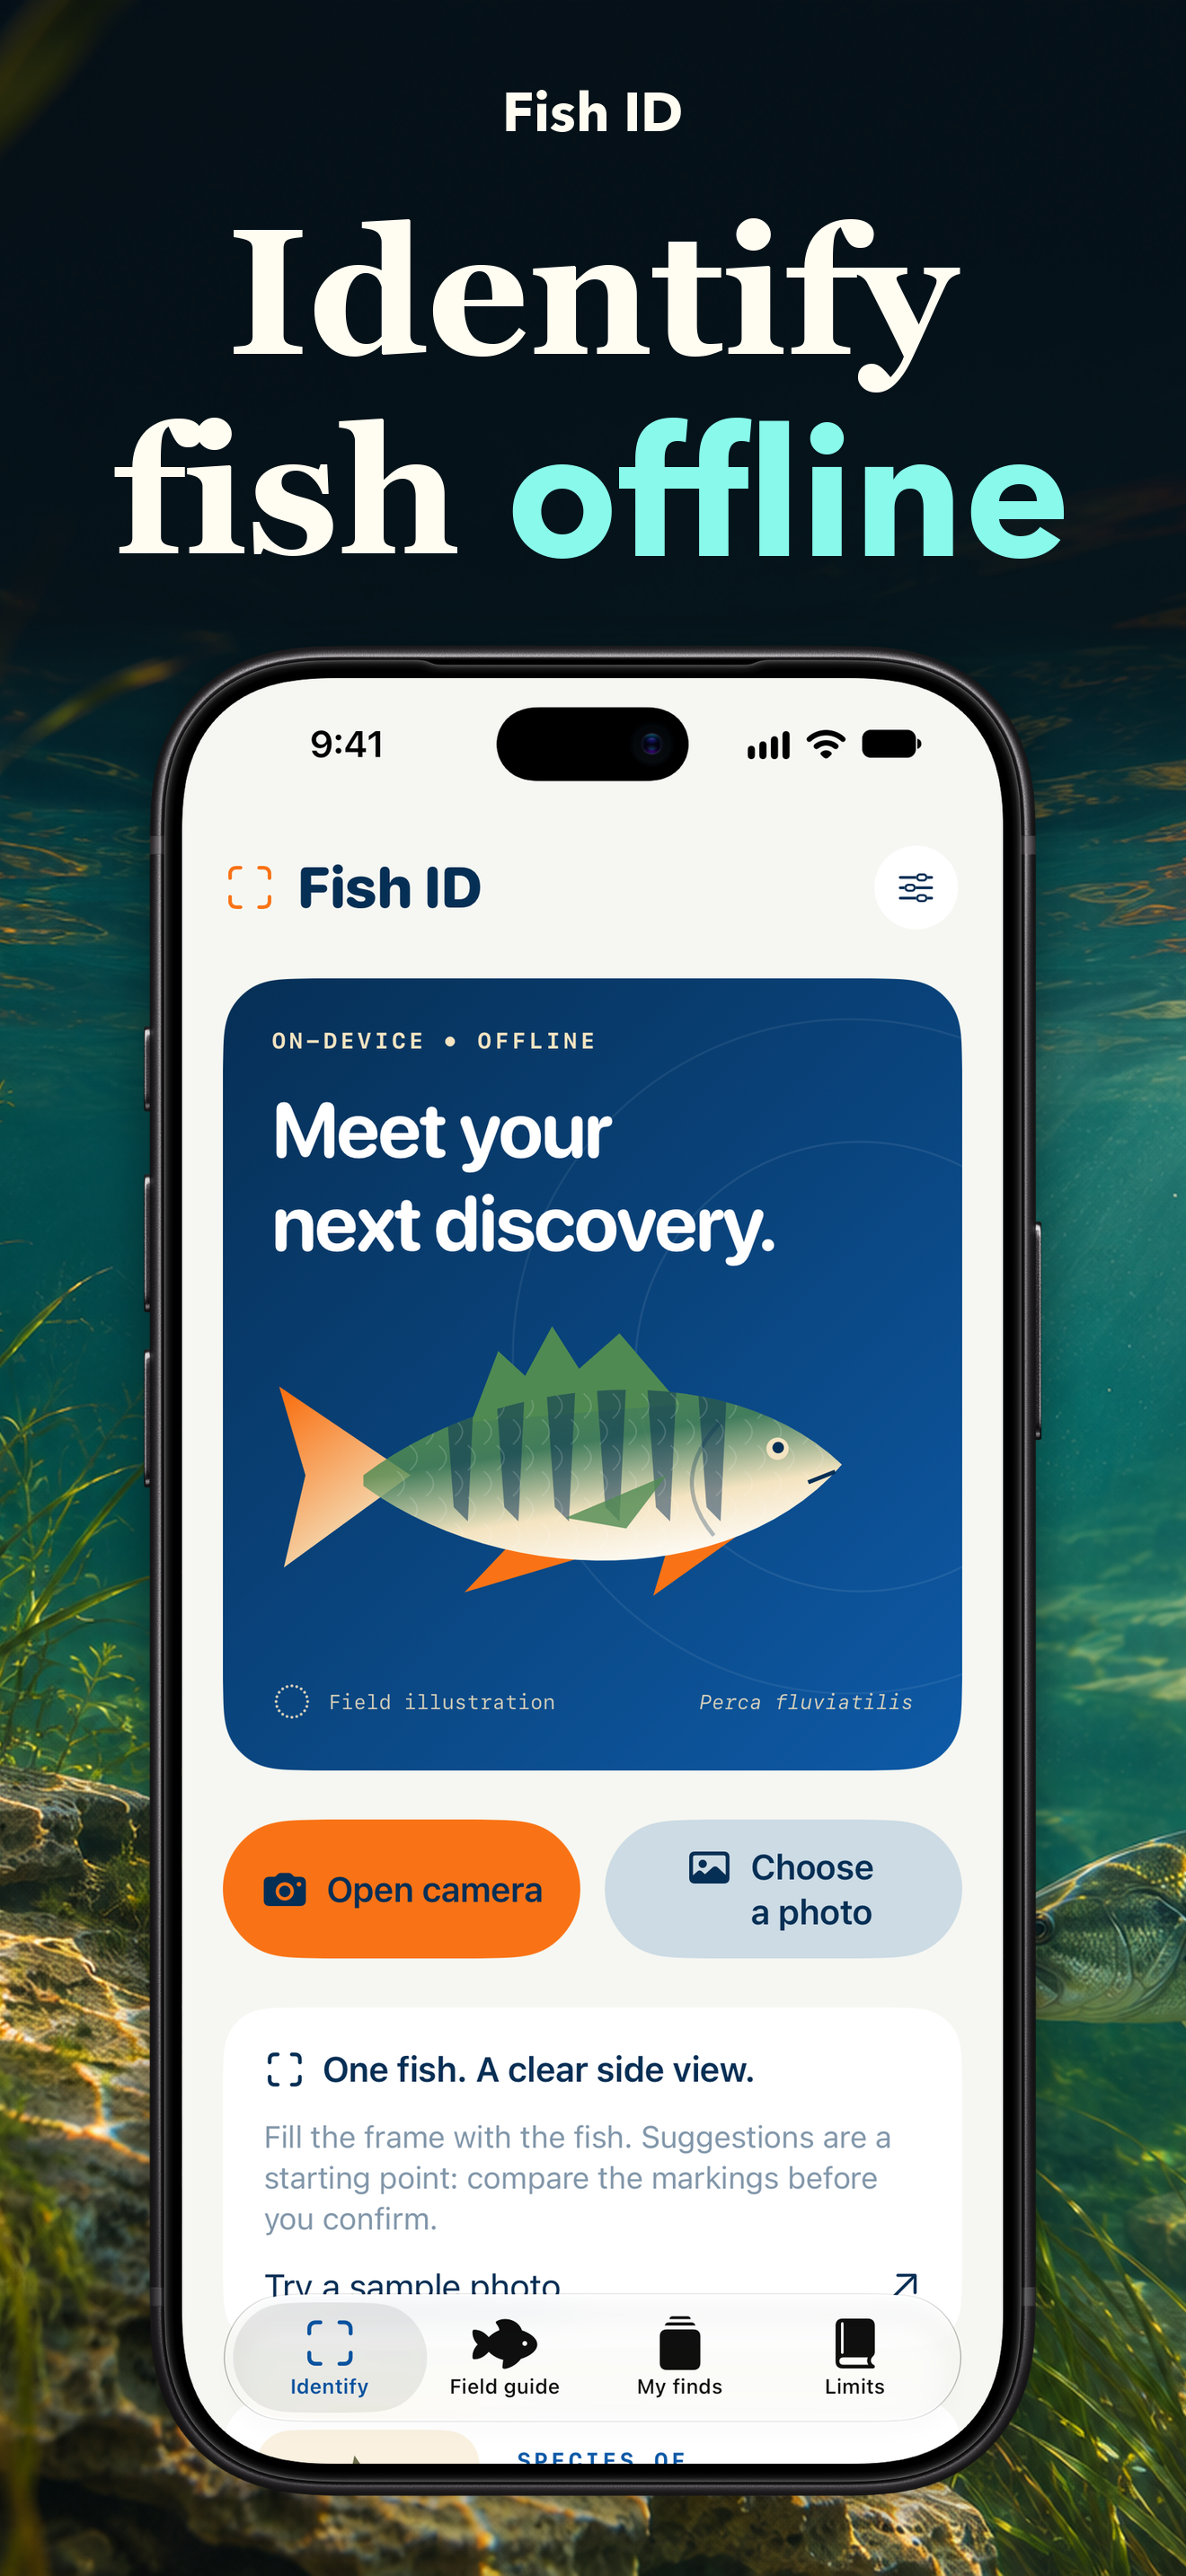 Fish ID
Identify
fish offline
9:41
Fish ID
ON-DEVICE • OFFLINE
Meet your
next discovery.
Field illustration
Perca fluviatilis
Open camera
Choose
a photo
One fish. A clear side view.
Fill the frame with the fish. Suggestions are a
starting point: compare the markings before
you confirm.
Try a sample photo
Identify
Field guide
My finds
Limits
SPECIES OF